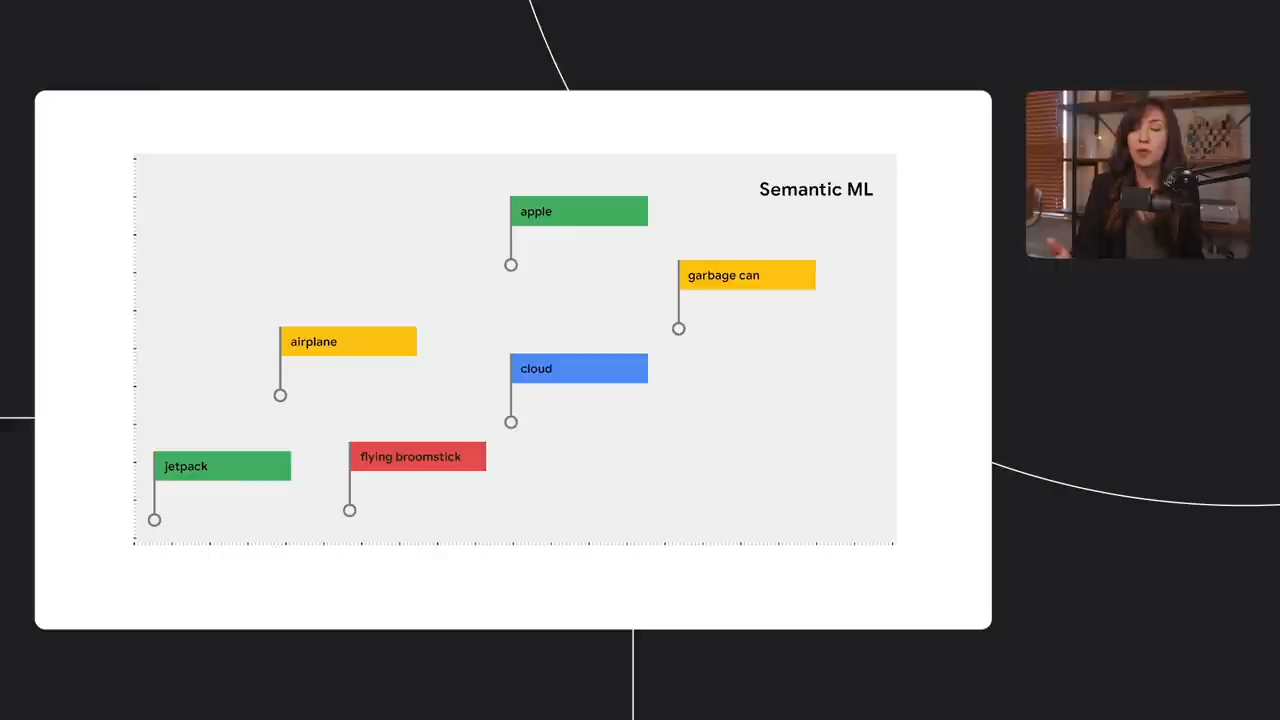 Semantic ML
apple
garbage can
airplane
cloud
flying broomstick
jetpack